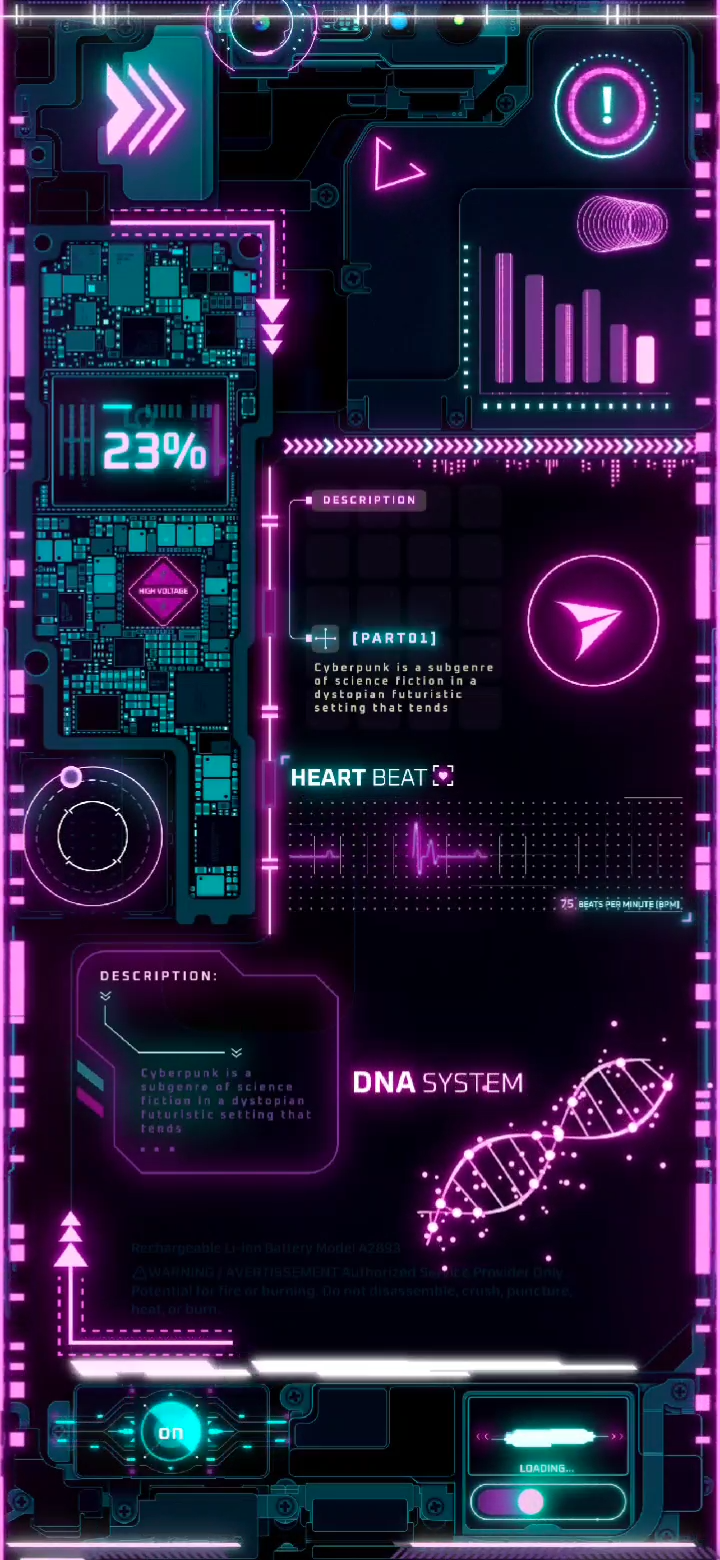 !
23%
HIGH VOLTAGE
DESCRIPTION
[PART01]
Cyberpunk is a subgenre
of science fiction in a
dystopian futuristic
setting that tends
HEART BEAT
75 BEATS PER MINUTE [BPM]
DESCRIPTION:
Cyberpunk is a
subgenre of science
fiction in a dystopian
futuristic setting that
tends
DNA SYSTEM
Rechargeable Li-ion Battery Model A2893
WARNING / AVERTISSEMENT Authorized Service Provider Only.
Potential for fire or burning. Do not disassemble, crush, puncture,
heat, or burn.
on
LOADING...